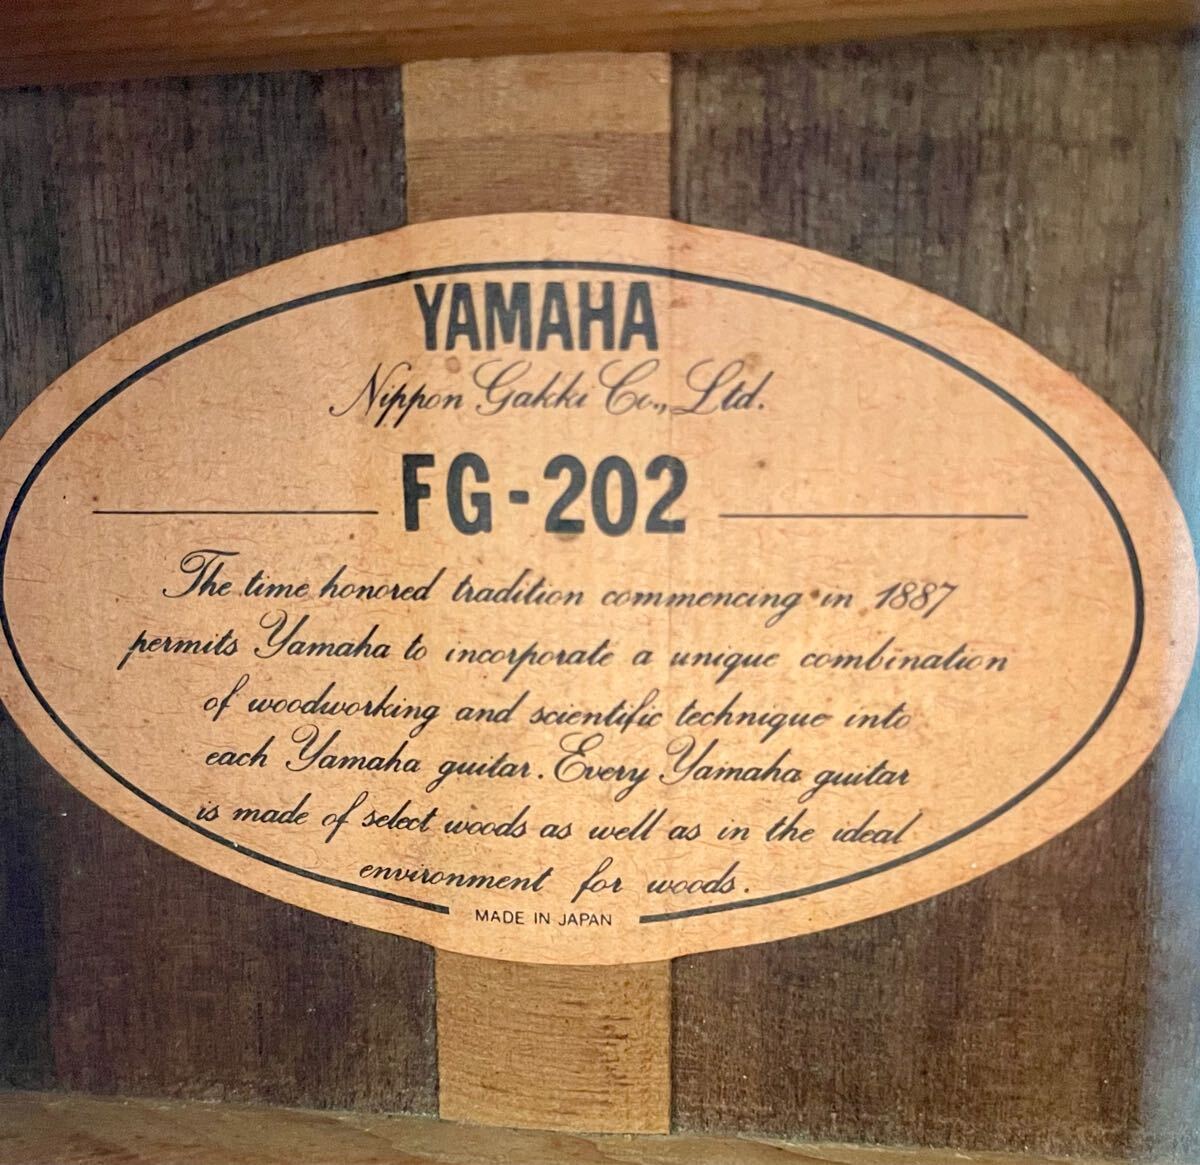 YAMAHA
Nippon Gakki Co., Ltd.
FG-202
The time honored tradition commencing in 1887
permits Yamaha to incorporate a unique combination
of woodworking and scientific technique into
each Yamaha guitar. Every Yamaha guitar
is made of select woods as well as in the ideal
environment for woods.
MADE IN JAPAN